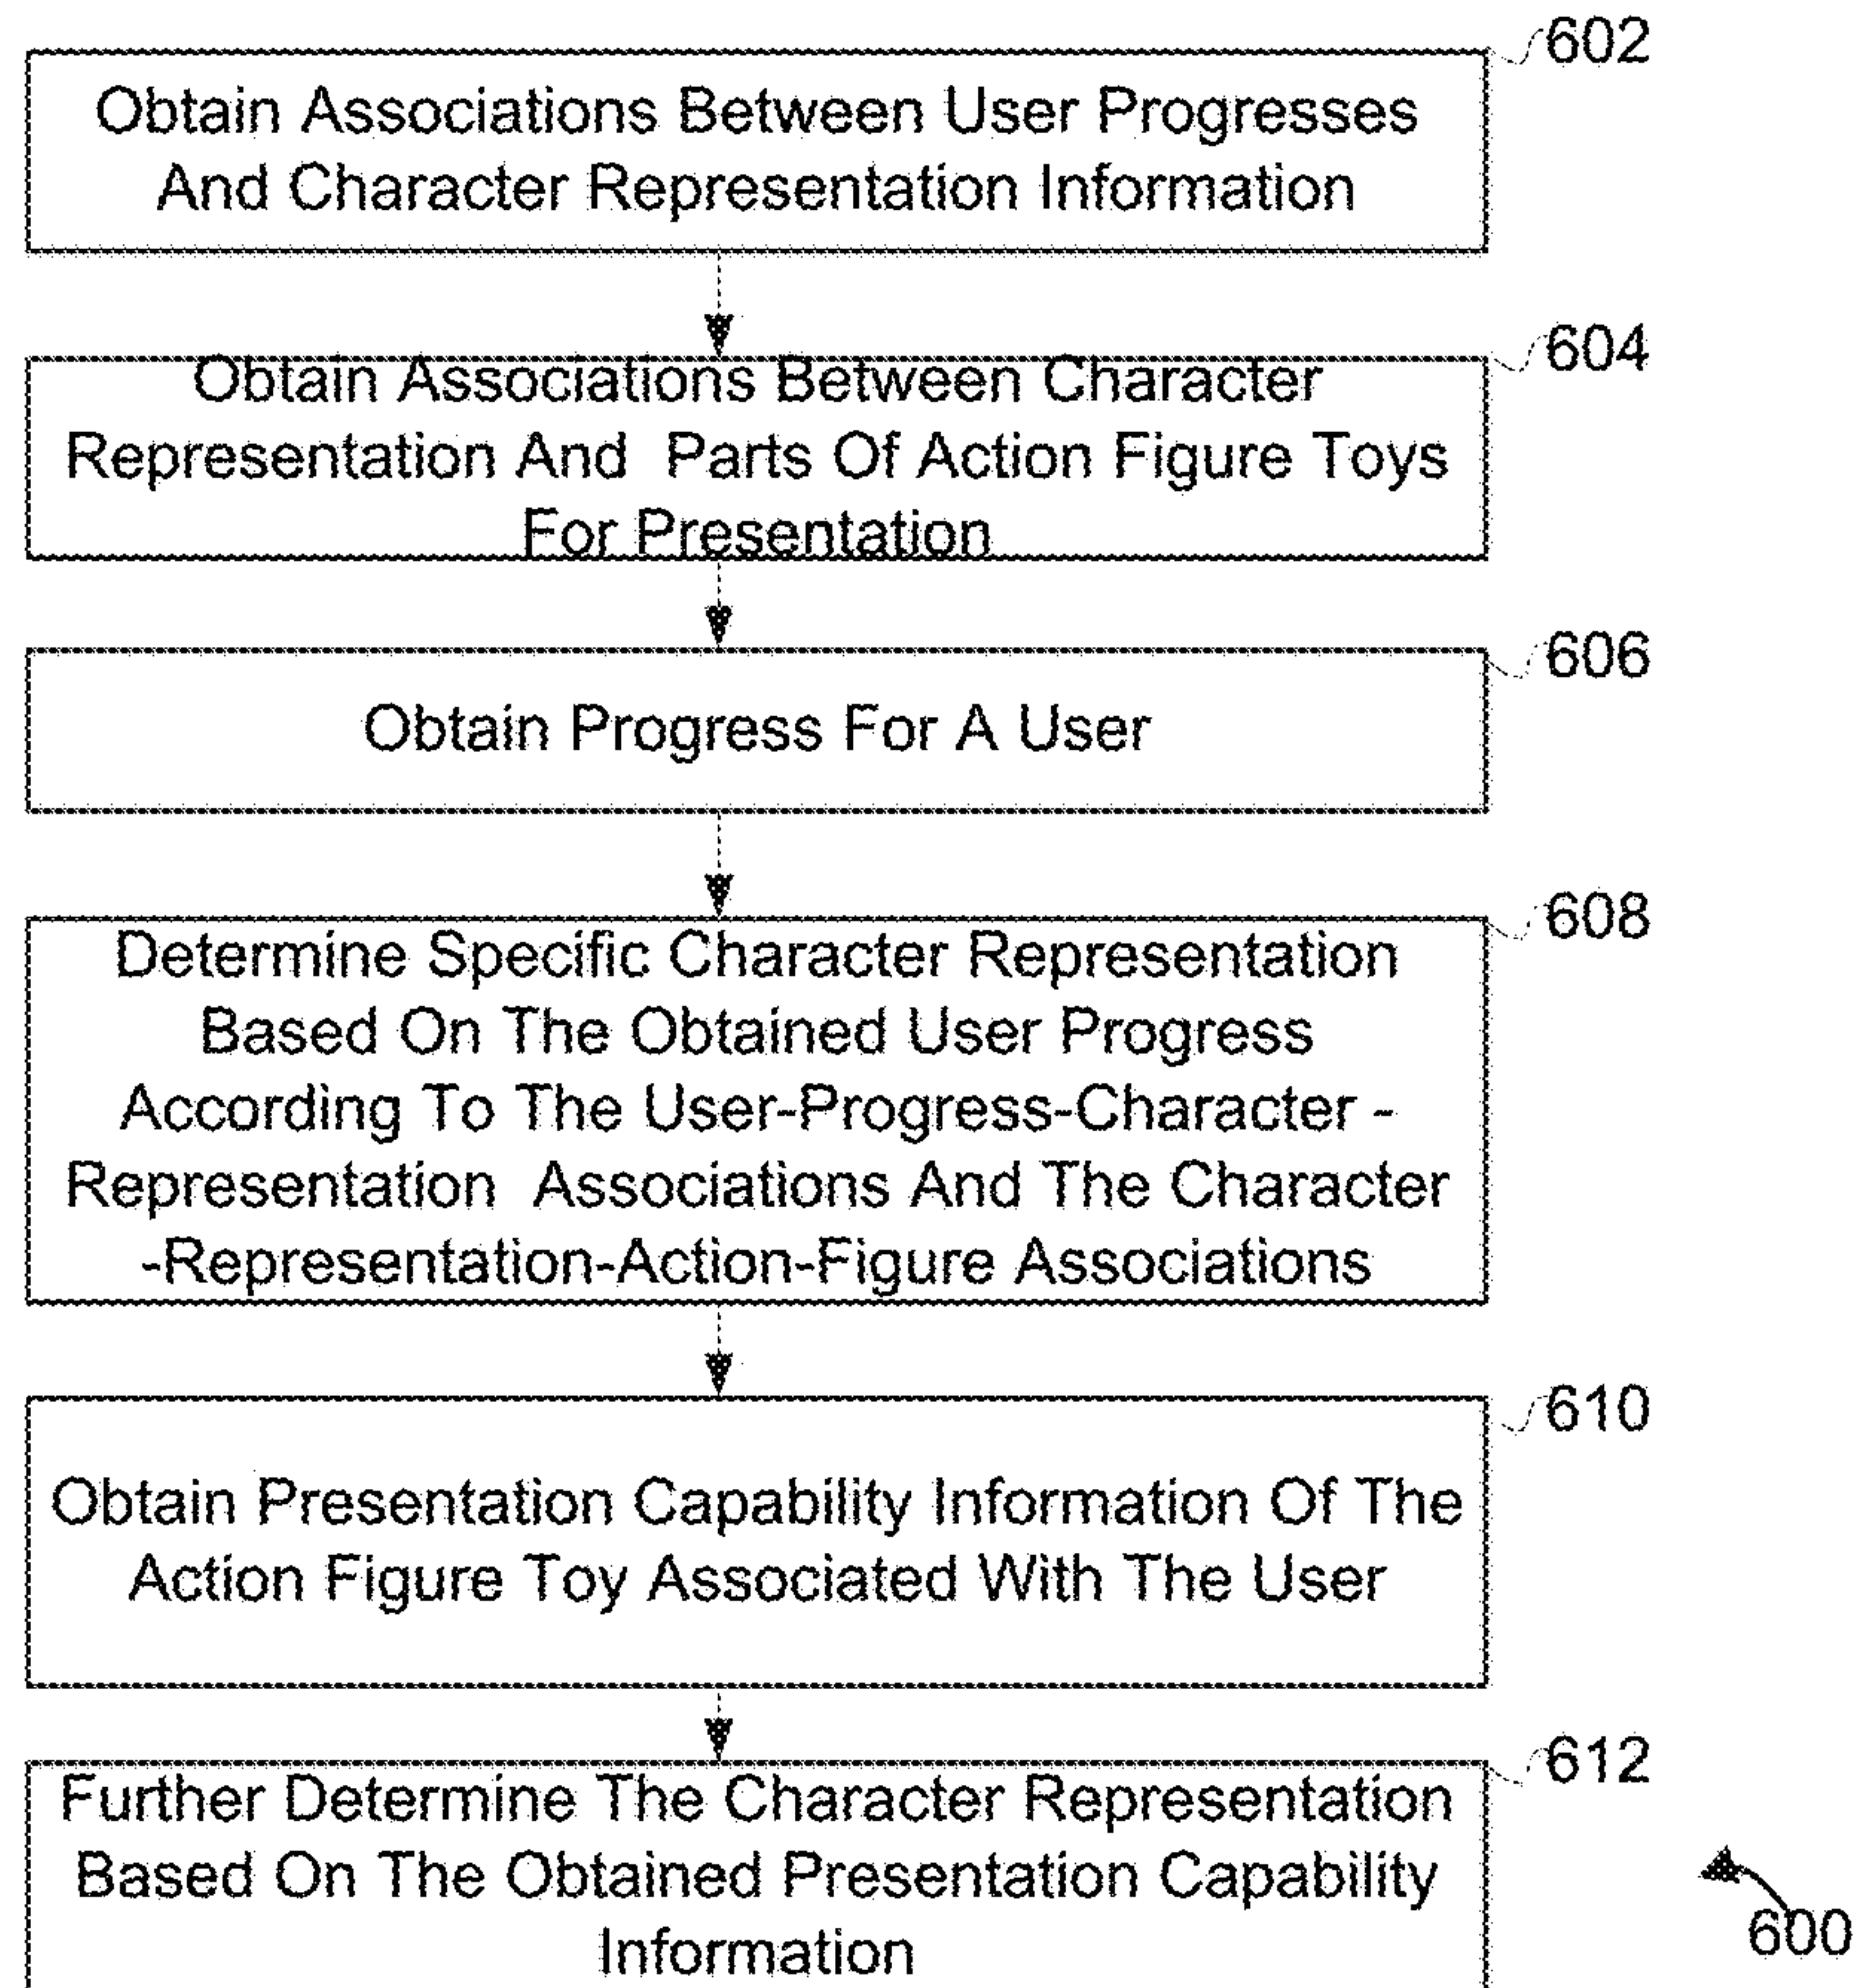 602
Obtain Associations Between User Progresses
And Character Representation Information
604
Obtain Associations Between Character
Representation And Parts Of Action Figure Toys
For Presentation
606
Obtain Progress For A User
608
Determine Specific Character Representation
Based On The Obtained User Progress
According To The User-Progress-Character -
Representation Associations And The Character
-Representation-Action-Figure Associations
610
Obtain Presentation Capability Information Of The
Action Figure Toy Associated With The User
612
Further Determine The Character Representation
Based On The Obtained Presentation Capability
Information
600